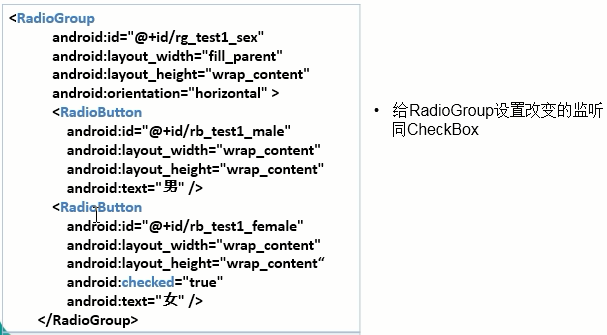 <RadioGroup
android:id="@+id/rg_test1_sex"
android:layout_width="fill_parent"
android:layout_height="wrap_content"
android:orientation="horizontal" >
<RadioButton
android:id="@+id/rb_test1_male"
android:layout_width="wrap_content"
android:layout_height="wrap_content"
android:text="男" />
<RadioButton
android:id="@+id/rb_test1_female"
android:layout_width="wrap_content"
android:layout_height="wrap_content“
android:checked="true"
android:text="女" />
</RadioGroup>
• 给RadioGroup设置改变的监听
同CheckBox